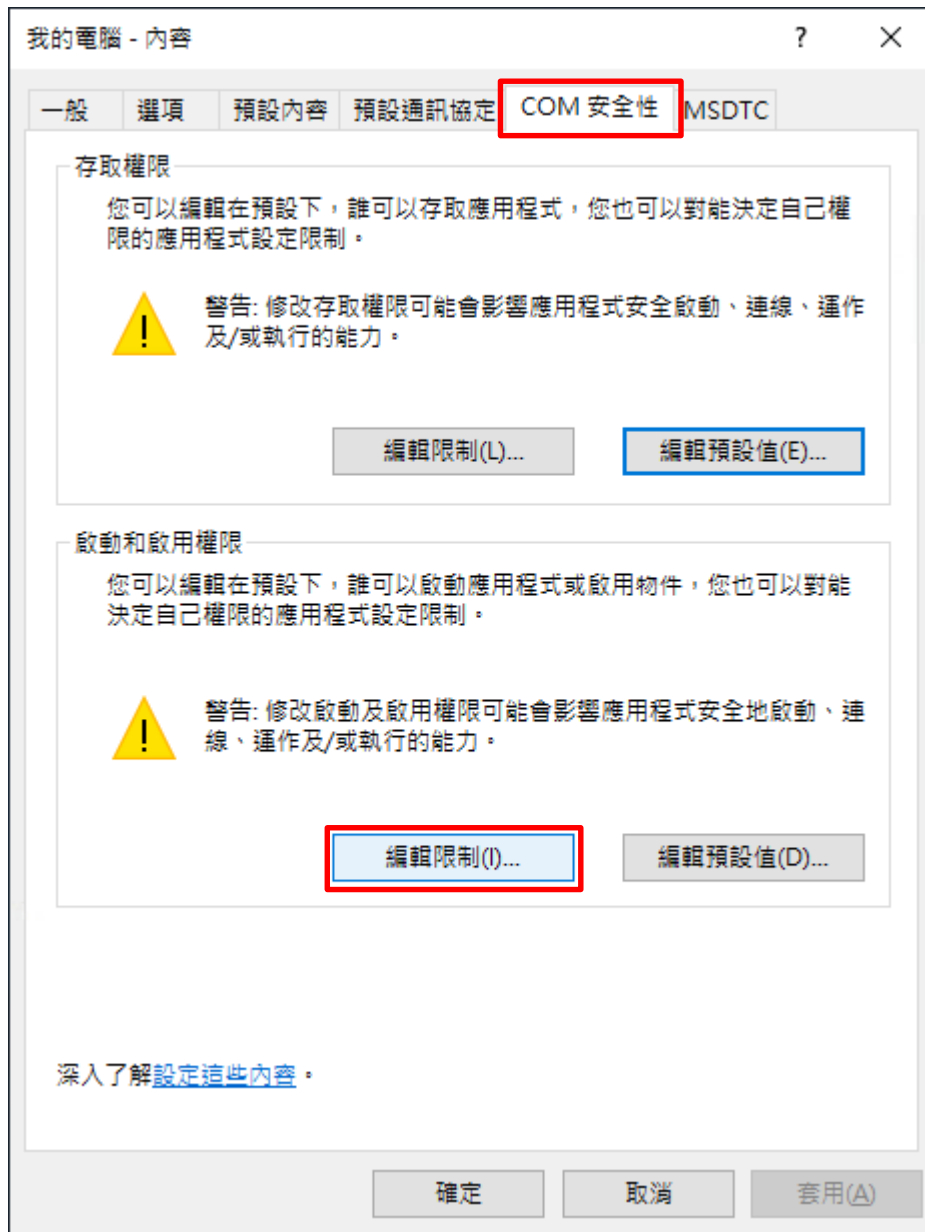 我的電腦 - 內容
?
一般 選項 預設內容 預設通訊協定 COM 安全性 MSDTC
存取權限
您可以編輯在預設下，誰可以存取應用程式，您也可以對能決定自己權
限的應用程式設定限制。
警告: 修改存取權限可能會影響應用程式安全啟動、連線、運作
及/或執行的能力。
編輯限制(L)... 編輯預設值(E)...
啟動和啟用權限
您可以編輯在預設下，誰可以啟動應用程式或啟用物件，您也可以對能
決定自己權限的應用程式設定限制。
警告: 修改啟動及啟用權限可能會影響應用程式安全地啟動、連
線、運作及/或執行的能力。
編輯限制(I)... 編輯預設值(D)...
深入了解設定這些內容。
確定 取消 套用(A)